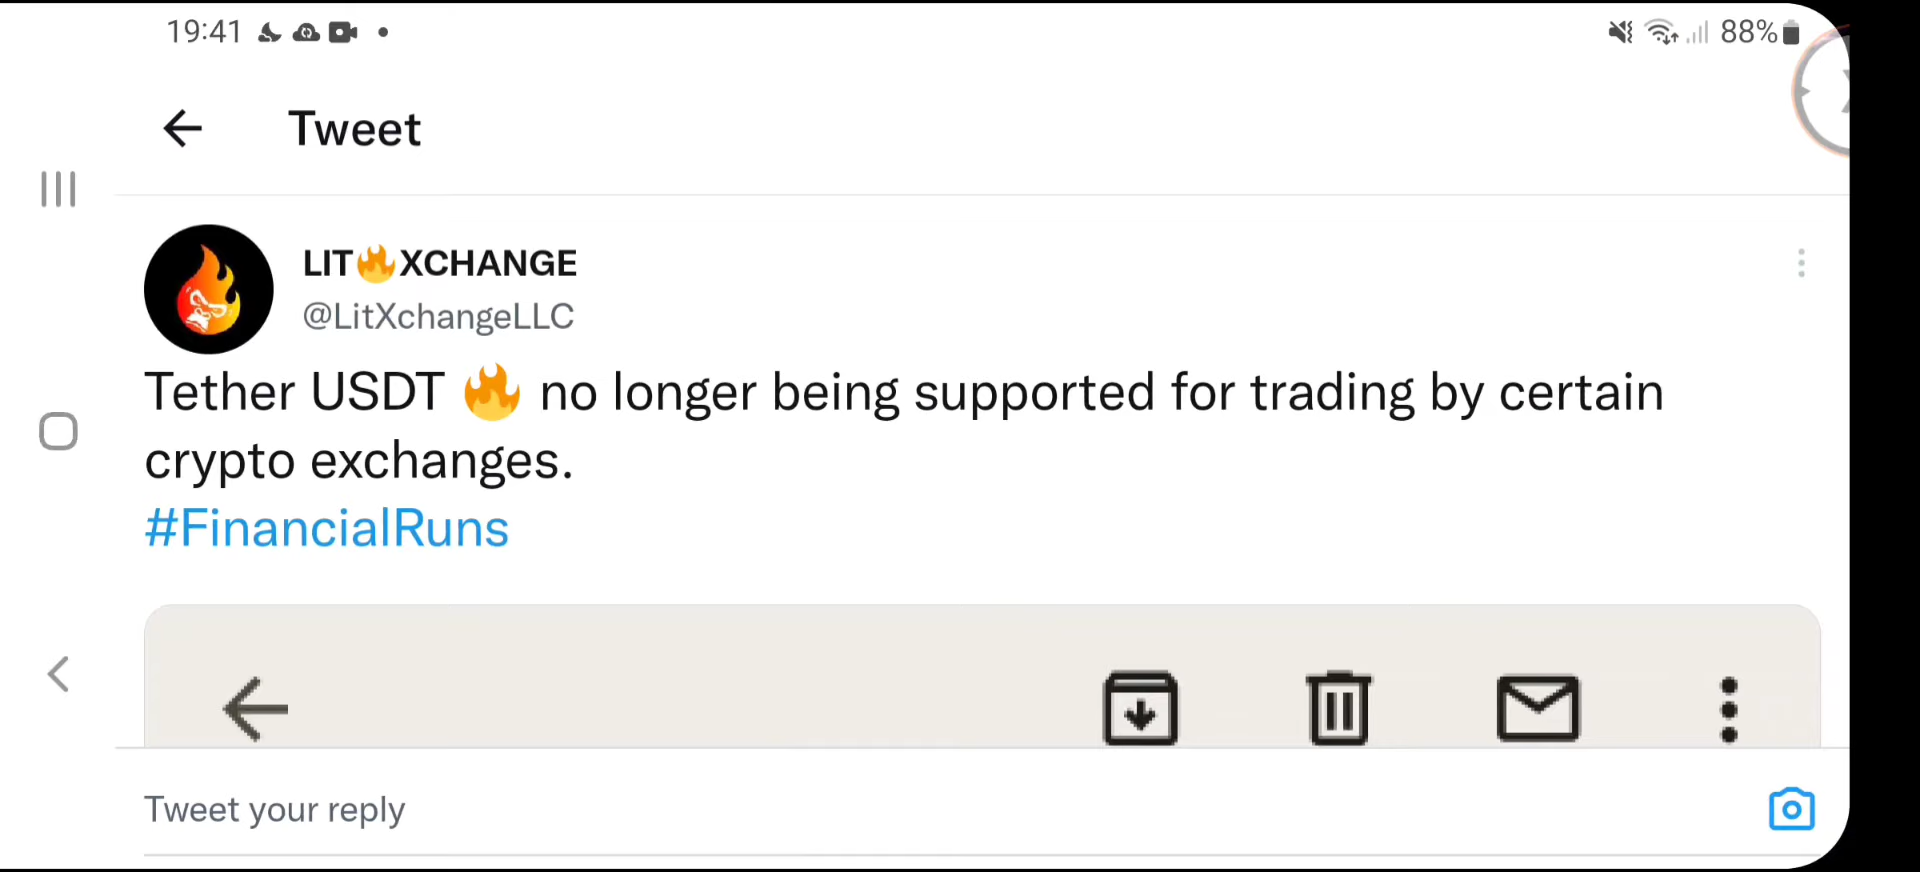 19:41
88%
Tweet
LIT🔥XCHANGE
@LitXchangeLLC
Tether USDT 🔥 no longer being supported for trading by certain
crypto exchanges.
#FinancialRuns
Tweet your reply